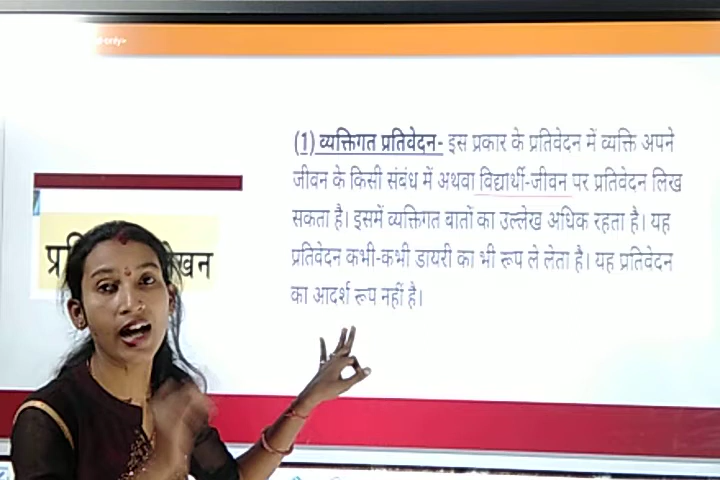 (1) व्यक्तिगत प्रतिवेदन- इस प्रकार के प्रतिवेदन में व्यक्ति अपने
जीवन के किसी संबंध में अथवा विद्यार्थी-जीवन पर प्रतिवेदन लिख
सकता है। इसमें व्यक्तिगत बातों का उल्लेख अधिक रहता है। यह
प्रतिवेदन कभी-कभी डायरी का भी रूप ले लेता है। यह प्रतिवेदन
का आदर्श रूप नहीं है।